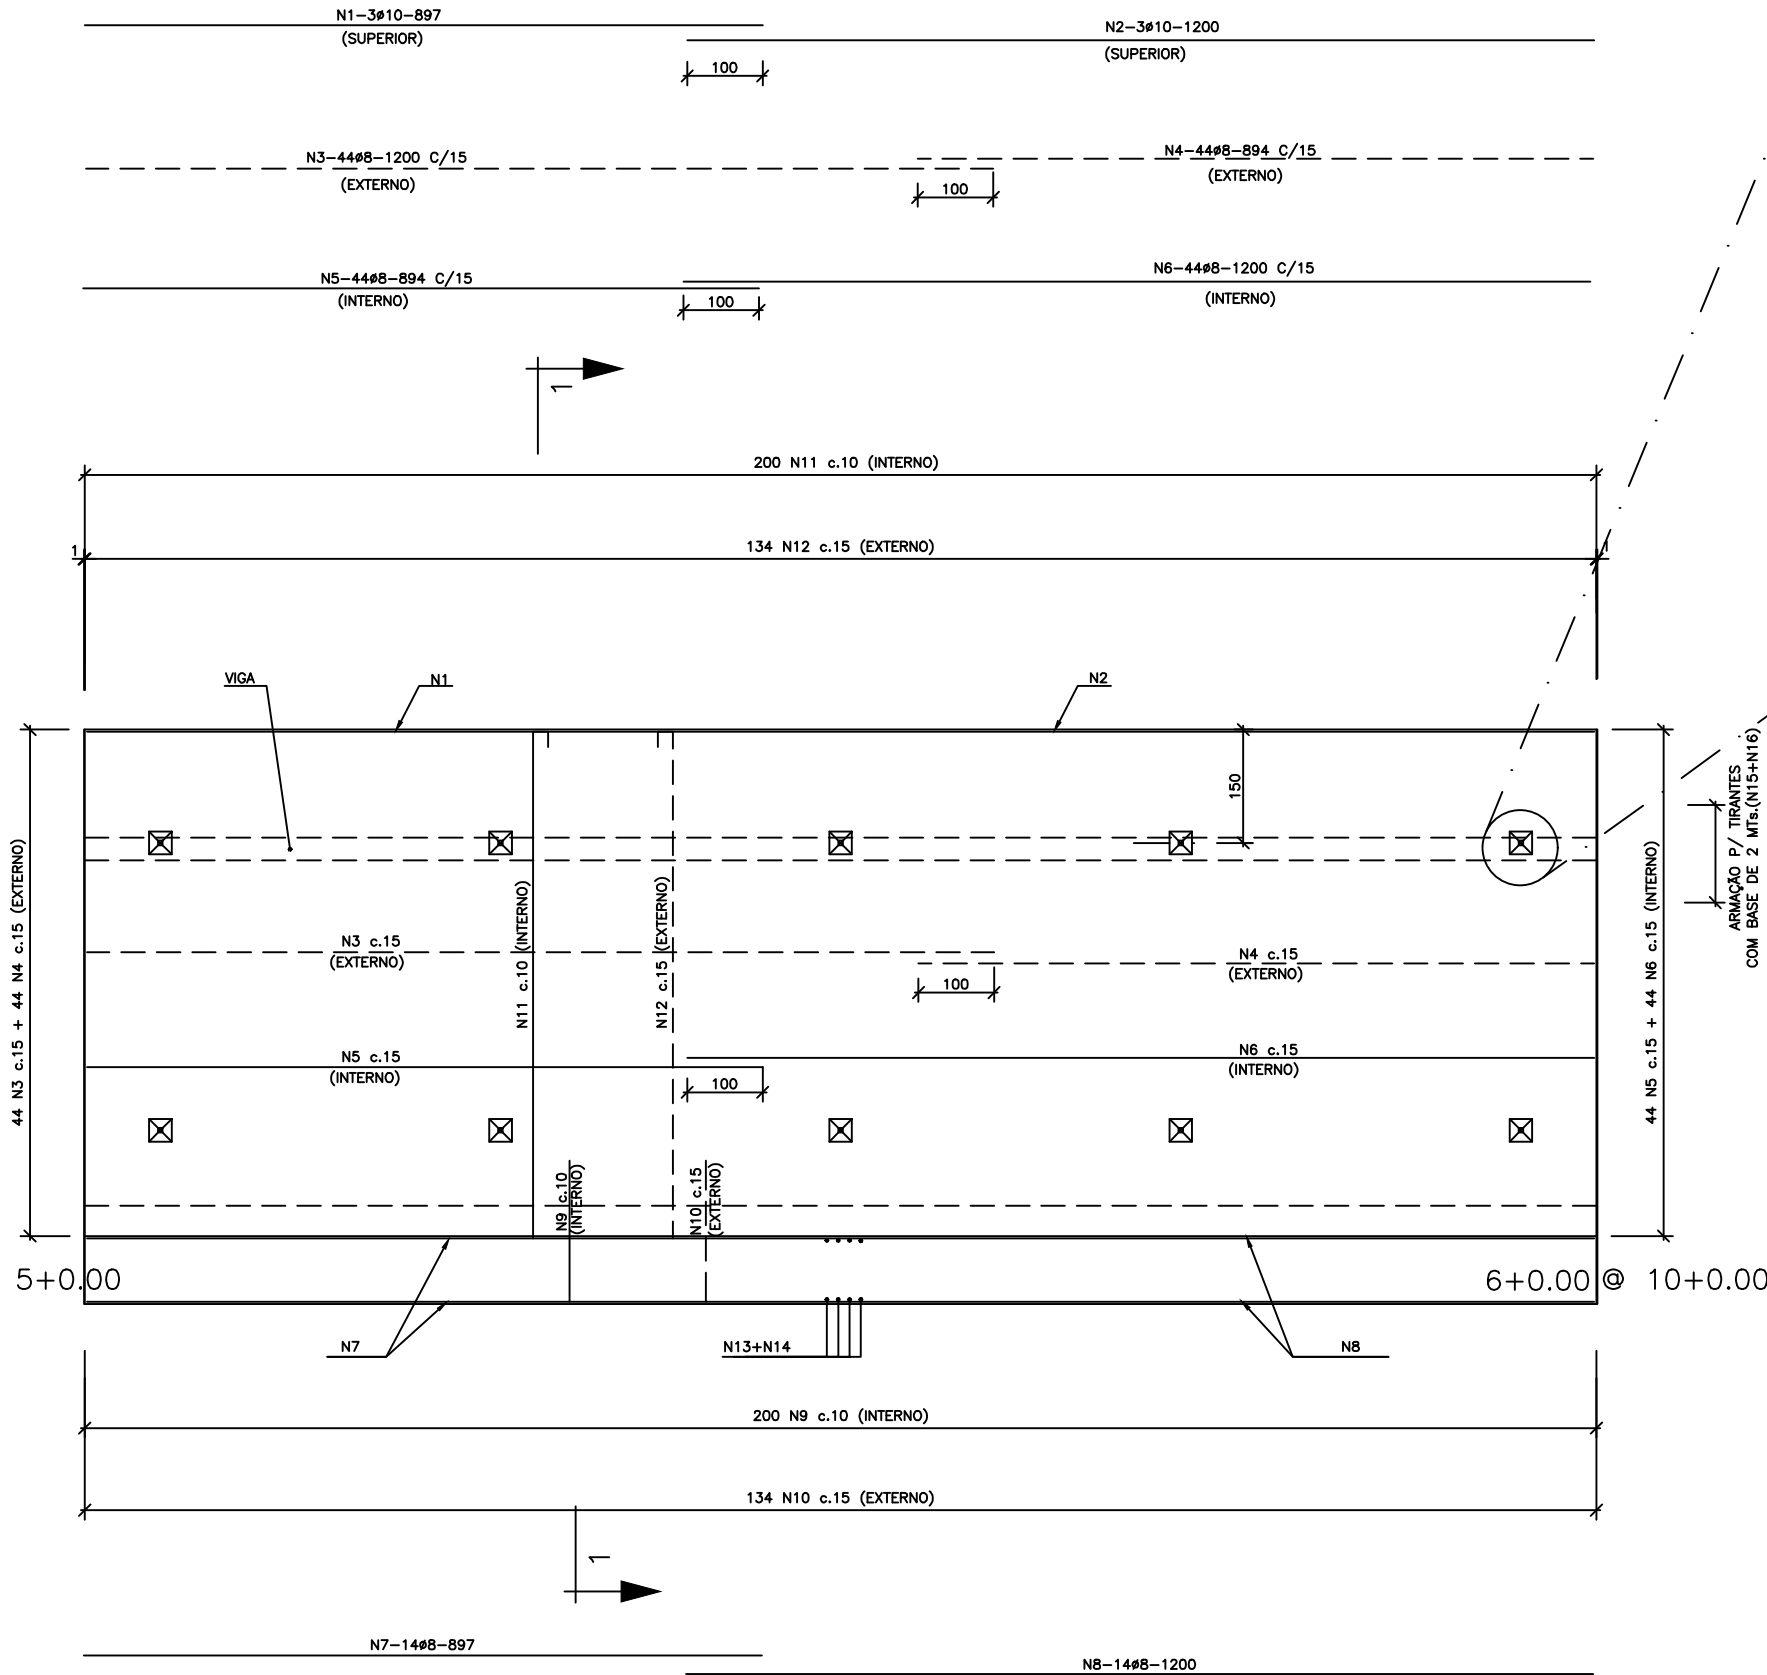 N1-3ø10-897
(SUPERIOR)
N2-3ø10-1200
(SUPERIOR)
100
N3-44ø8-1200 C/15
(EXTERNO)
N4-44ø8-894 C/15
(EXTERNO)
100
N5-44ø8-894 C/15
(INTERNO)
N6-44ø8-1200 C/15
(INTERNO)
100
1
200 N11 c.10 (INTERNO)
1
134 N12 c.15 (EXTERNO)
1
VIGA
N1
N2
150
44 N3 c.15 + 44 N4 c.15 (EXTERNO)
44 N5 c.15 + 44 N6 c.15 (INTERNO)
ARMAÇÃO P/ TIRANTES
COM BASE DE 2 MTs.(N15+N16)
N11 c.10 (INTERNO)
N12 c.15 (EXTERNO)
N3 c.15
(EXTERNO)
N4 c.15
(EXTERNO)
100
N5 c.15
(INTERNO)
N6 c.15
(INTERNO)
100
N9 c.10
(INTERNO)
N10 c.15
(EXTERNO)
5+0.00
6+0.00 @ 10+0.00
N7
N13+N14
N8
200 N9 c.10 (INTERNO)
134 N10 c.15 (EXTERNO)
1
N7-14ø8-897
N8-14ø8-1200